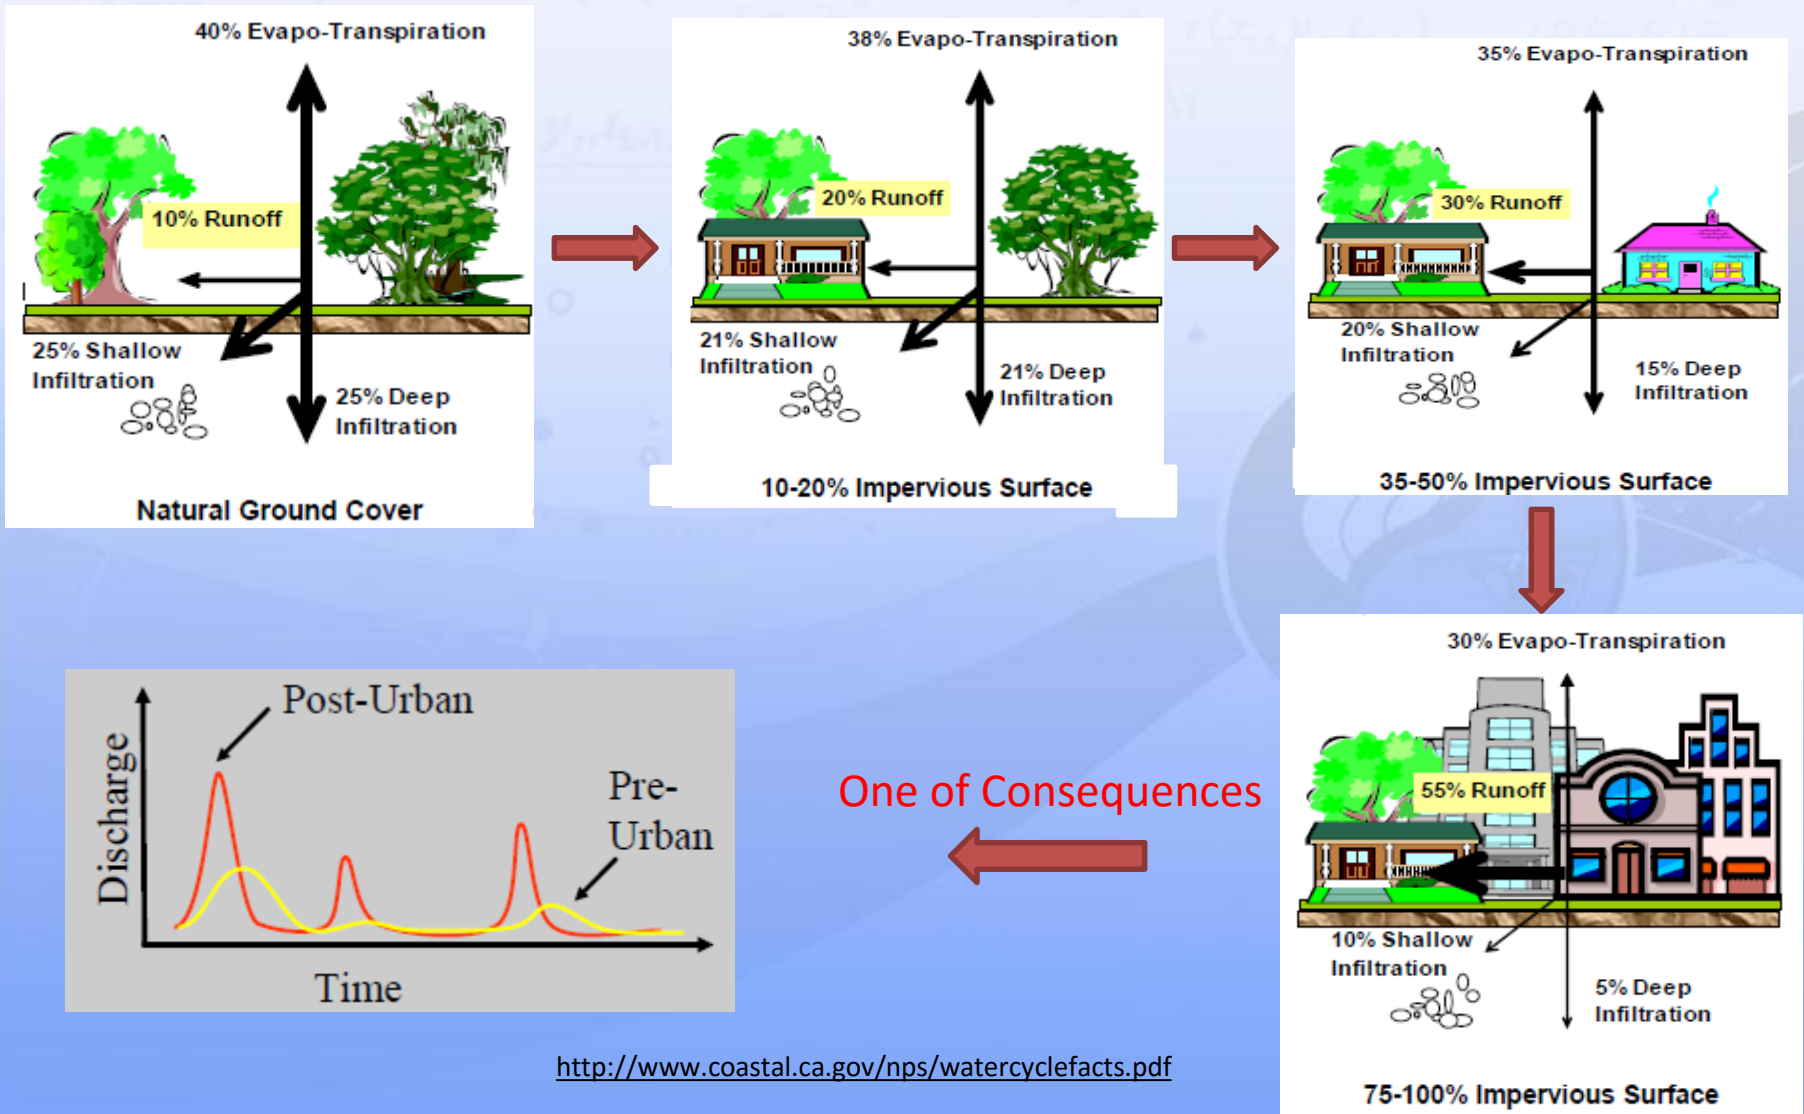 40% Evapo-Transpiration
10% Runoff
25% Shallow
Infiltration
25% Deep
Infiltration
Natural Ground Cover
38% Evapo-Transpiration
20% Runoff
21% Shallow
Infiltration
21% Deep
Infiltration
10-20% Impervious Surface
35% Evapo-Transpiration
30% Runoff
20% Shallow
Infiltration
15% Deep
Infiltration
35-50% Impervious Surface
30% Evapo-Transpiration
55% Runoff
10% Shallow
Infiltration
5% Deep
Infiltration
75-100% Impervious Surface
One of Consequences
Post-Urban
Pre-
Urban
Discharge
Time
http://www.coastal.ca.gov/nps/watercyclefacts.pdf